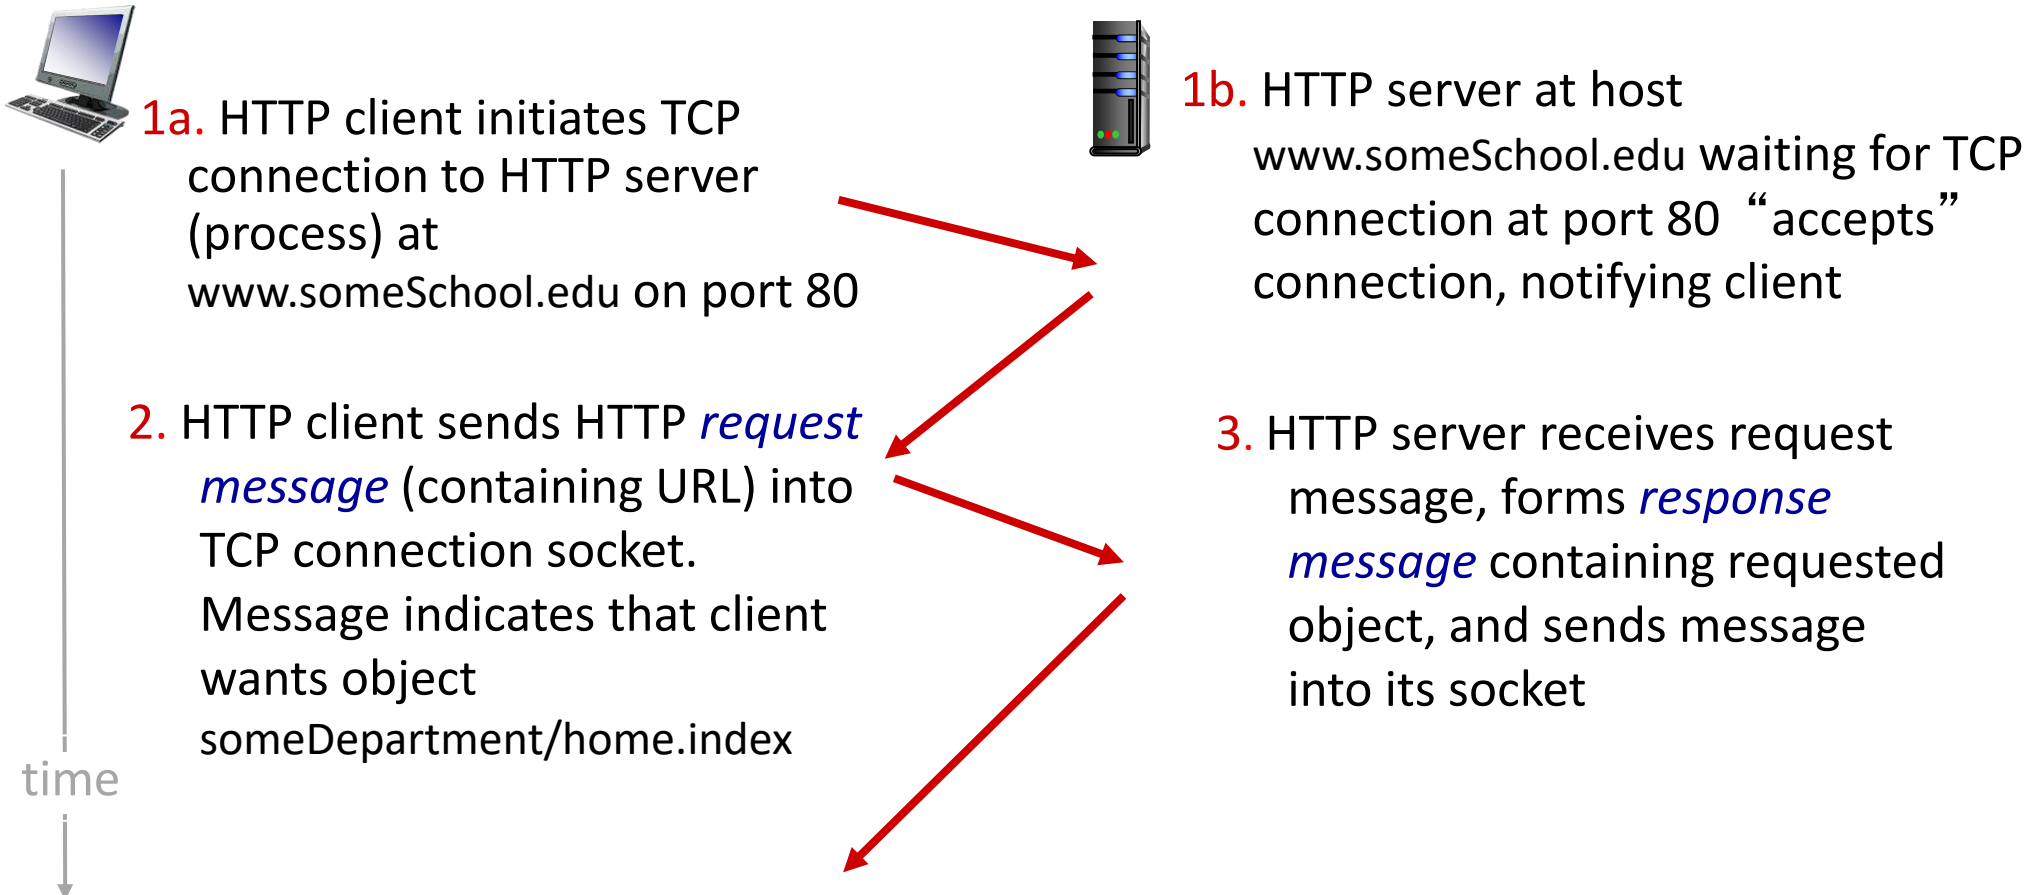 1a. HTTP client initiates TCP
connection to HTTP server
(process) at
www.someSchool.edu on port 80
1b. HTTP server at host
www.someSchool.edu waiting for TCP
connection at port 80 “accepts”
connection, notifying client
2. HTTP client sends HTTP request
message (containing URL) into
TCP connection socket.
Message indicates that client
wants object
someDepartment/home.index
3. HTTP server receives request
message, forms response
message containing requested
object, and sends message
into its socket
time